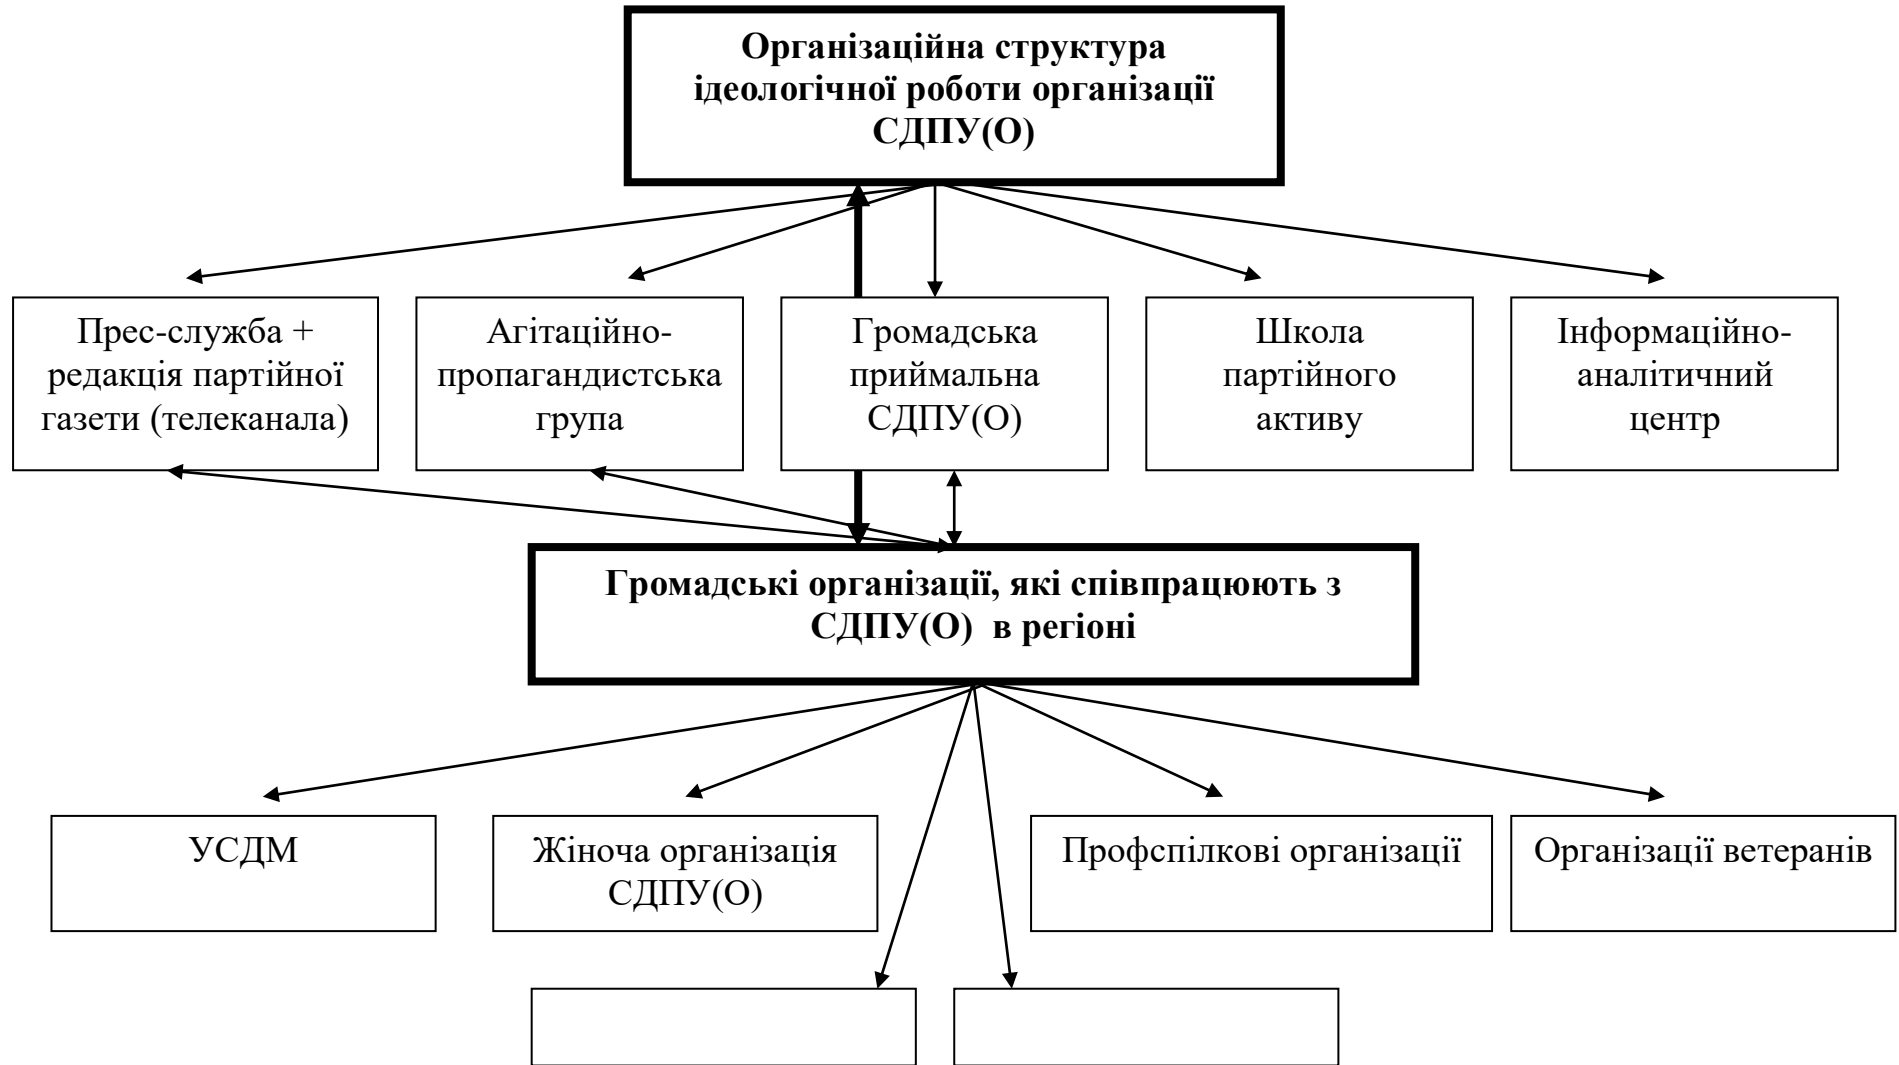 Організаційна структура
ідеологічної роботи організації
СДПУ(О)
Прес-служба +
редакція партійної
газети (телеканала)
Агітаційно-
пропагандистська
група
Громадська
приймальна
СДПУ(О)
Школа
партійного
активу
Інформаційно-
аналітичний
центр
Громадські організації, які співпрацюють з
СДПУ(О)  в регіоні
УСДМ
Жіноча організація
СДПУ(О)
Профспілкові організації
Організації ветеранів